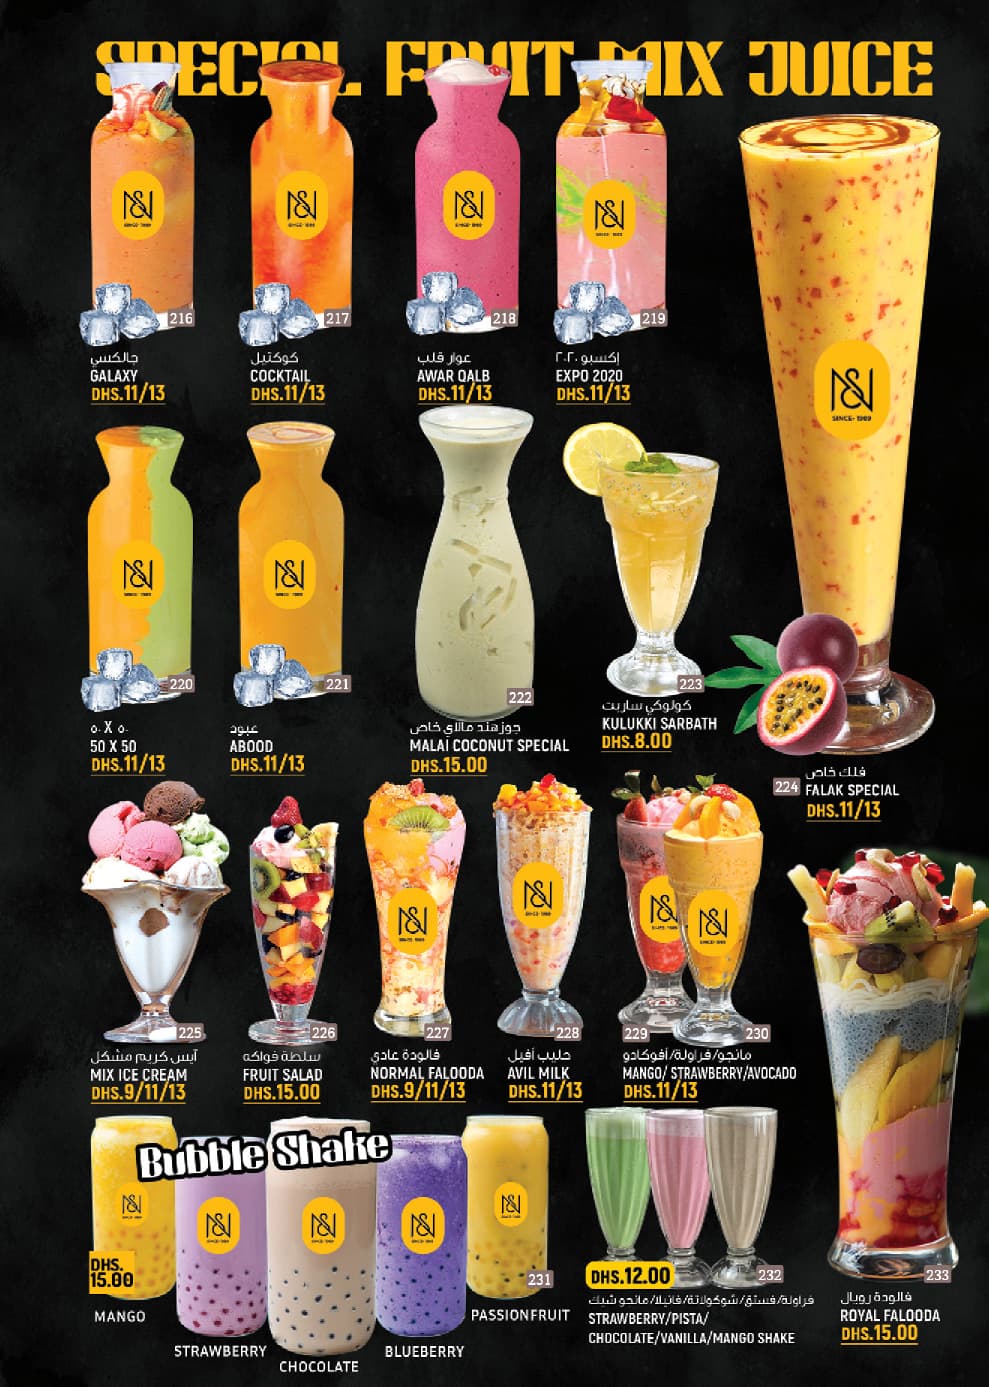 SPECIAL FRUIT MIX JUICE
N&N
SINCE- 1989
216
جالكسي
GALAXY
DHS.11/13
217
كوكتيل
COCKTAIL
DHS.11/13
218
عوار قلب
AWAR QALB
DHS.11/13
219
إكسبو ٢٠٢٠
EXPO 2020
DHS.11/13
220
٥٠ X ٥٠
50 X 50
DHS.11/13
221
عبود
ABOOD
DHS.11/13
222
جوزهند مالاي خاص
MALAI COCONUT SPECIAL
DHS.15.00
223
كولوكي ساربت
KULUKKI SARBATH
DHS.8.00
224
فلك خاص
FALAK SPECIAL
DHS.11/13
225
آيس كريم مشكل
MIX ICE CREAM
DHS.9/11/13
226
سلطة فواكه
FRUIT SALAD
DHS.15.00
227
فالودة عادي
NORMAL FALOODA
DHS.9/11/13
228
حليب أفيل
AVIL MILK
DHS.11/13
229
230
مانجو/فراولة/أفوكادو
MANGO/ STRAWBERRY/AVOCADO
DHS.11/13
Bubble Shake
DHS.
15.00
231
MANGO
STRAWBERRY
CHOCOLATE
BLUEBERRY
PASSIONFRUIT
DHS.12.00
232
فراولة/فستق/شوكولاتة/فانيلا/مانجو شيك
STRAWBERRY/PISTA/
CHOCOLATE/VANILLA/MANGO SHAKE
233
فالودة رويال
ROYAL FALOODA
DHS.15.00